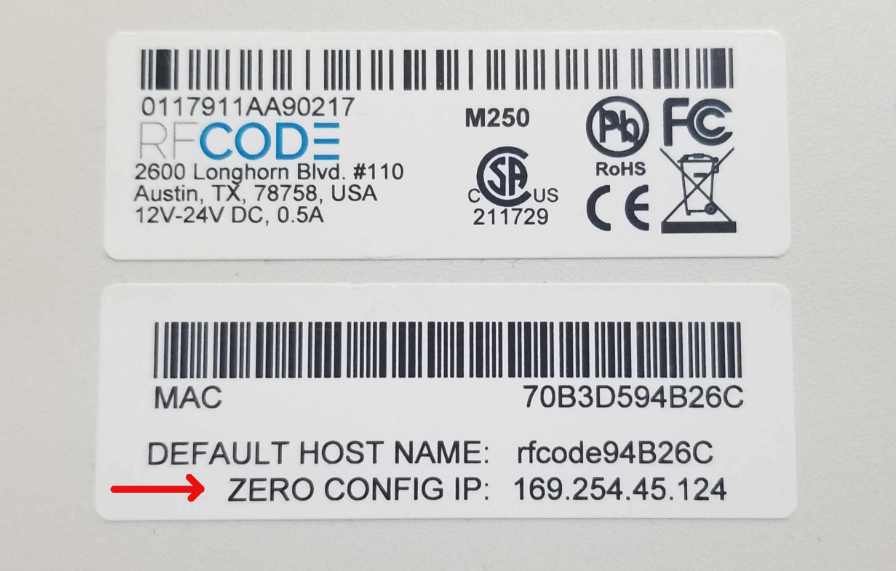 0117911AA90217
RFCODE
2600 Longhorn Blvd. #110
Austin, TX, 78758, USA
12V-24V DC, 0.5A
M250
CSA
C US
211729
Pb
RoHS
FC
CE
MAC 70B3D594B26C
DEFAULT HOST NAME: rfcode94B26C
ZERO CONFIG IP: 169.254.45.124